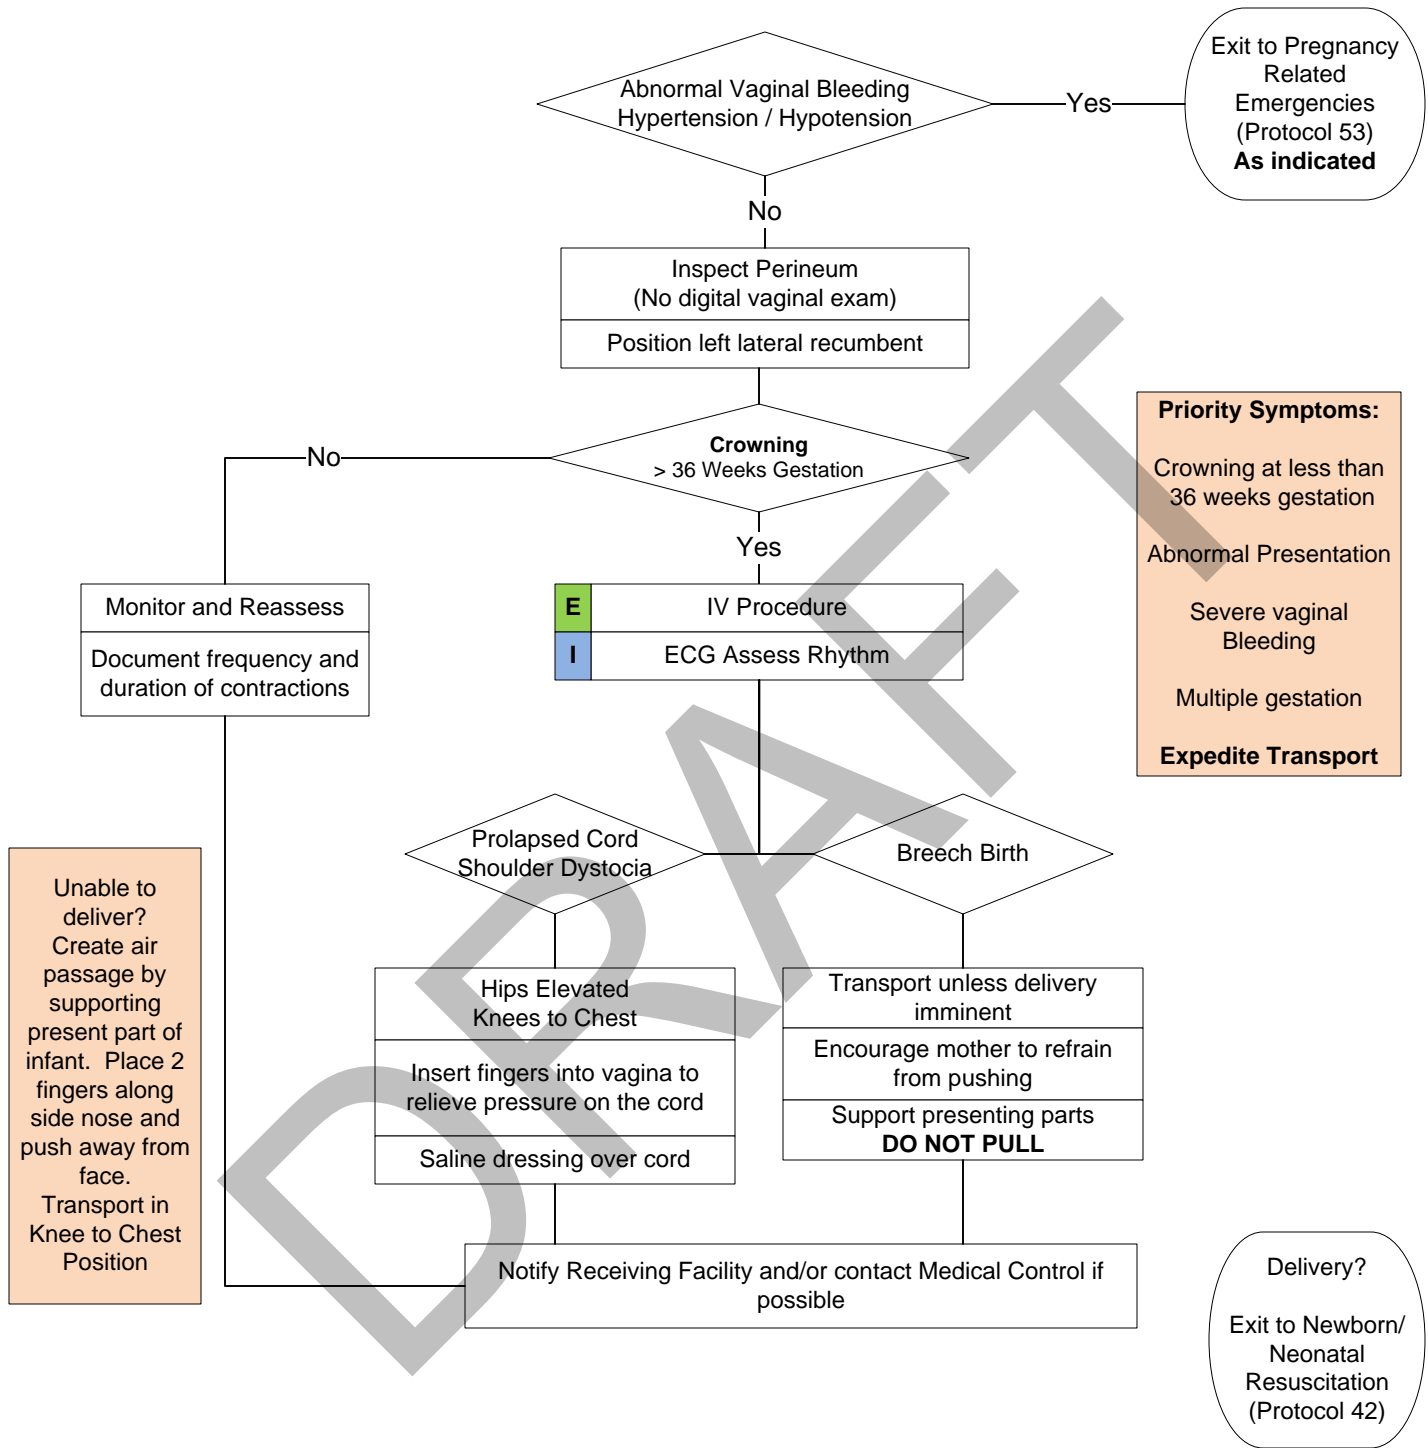 Abnormal Vaginal Bleeding
Hypertension / Hypotension
Yes
Exit to Pregnancy
Related
Emergencies
(Protocol 53)
As indicated
No
Inspect Perineum
(No digital vaginal exam)
Position left lateral recumbent
Crowning
> 36 Weeks Gestation
No
Yes
Priority Symptoms:
Crowning at less than
36 weeks gestation
Abnormal Presentation
Severe vaginal
Bleeding
Multiple gestation
Expedite Transport
Monitor and Reassess
Document frequency and
duration of contractions
E
IV Procedure
I
ECG Assess Rhythm
Prolapsed Cord
Shoulder Dystocia
Breech Birth
Unable to
deliver?
Create air
passage by
supporting
present part of
infant.  Place 2
fingers along
side nose and
push away from
face.
Transport in
Knee to Chest
Position
Hips Elevated
Knees to Chest
Insert fingers into vagina to
relieve pressure on the cord
Saline dressing over cord
Transport unless delivery
imminent
Encourage mother to refrain
from pushing
Support presenting parts
DO NOT PULL
Notify Receiving Facility and/or contact Medical Control if
possible
Delivery?
Exit to Newborn/
Neonatal
Resuscitation
(Protocol 42)
DRAFT